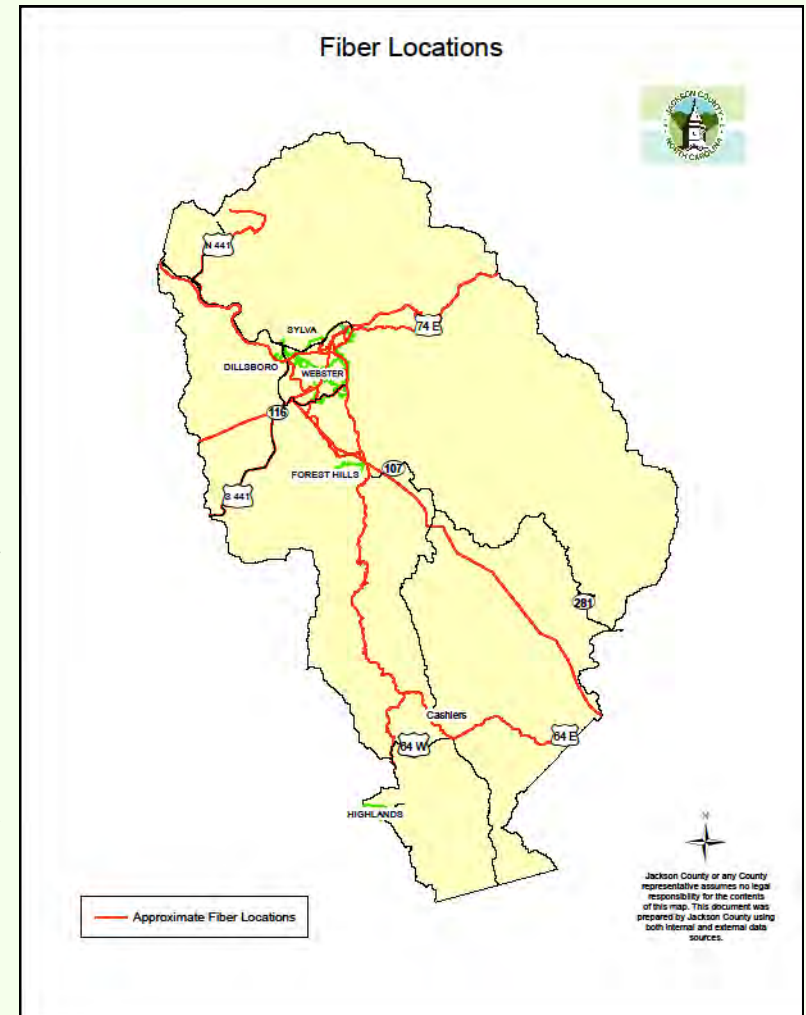 Fiber Locations
JACKSON COUNTY
NORTH CAROLINA
N 441
74 E
SYLVA
DILLSBORO
WEBSTER
116
FOREST HILLS
107
S 441
281
Cashiers
64 W
64 E
HIGHLANDS
N
Approximate Fiber Locations
Jackson County or any County
representative assumes no legal
responsibility for the contents
of this map. This document was
prepared by Jackson County using
both internal and external data
sources.